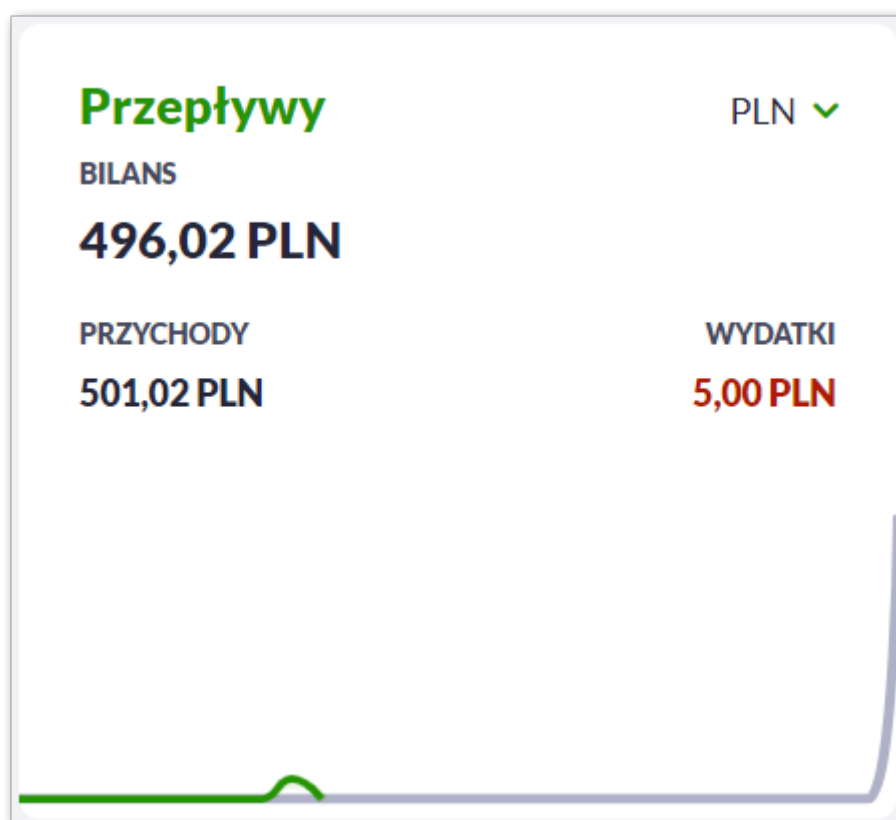 Przepływy PLN
BILANS
496,02 PLN
PRZYCHODY WYDATKI
501,02 PLN 5,00 PLN